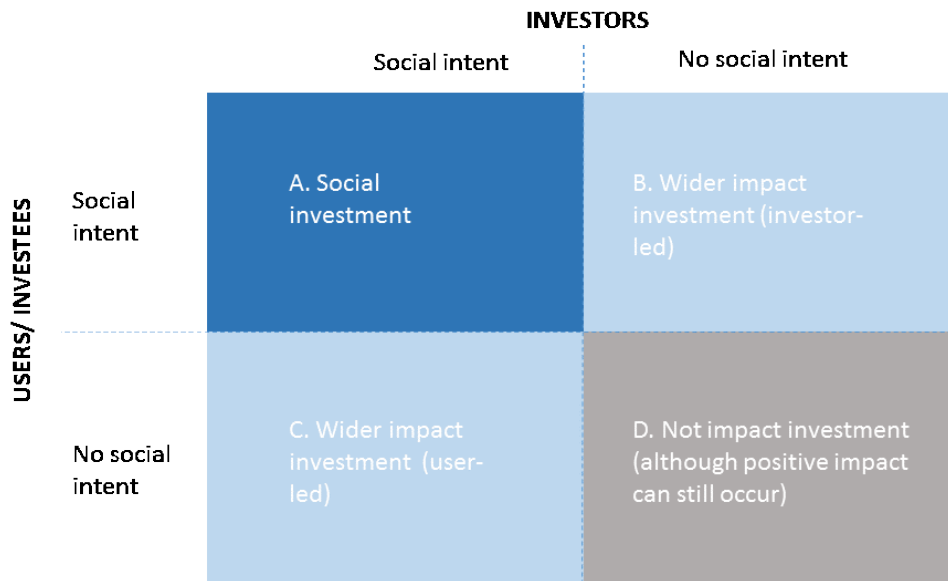 INVESTORS
Social intent
No social intent
USERS/ INVESTEES
Social
intent
A. Social
investment
B. Wider impact
investment (investor-
led)
No social
intent
C. Wider impact
investment (user-
led)
D. Not impact investment
(although positive impact
can still occur)